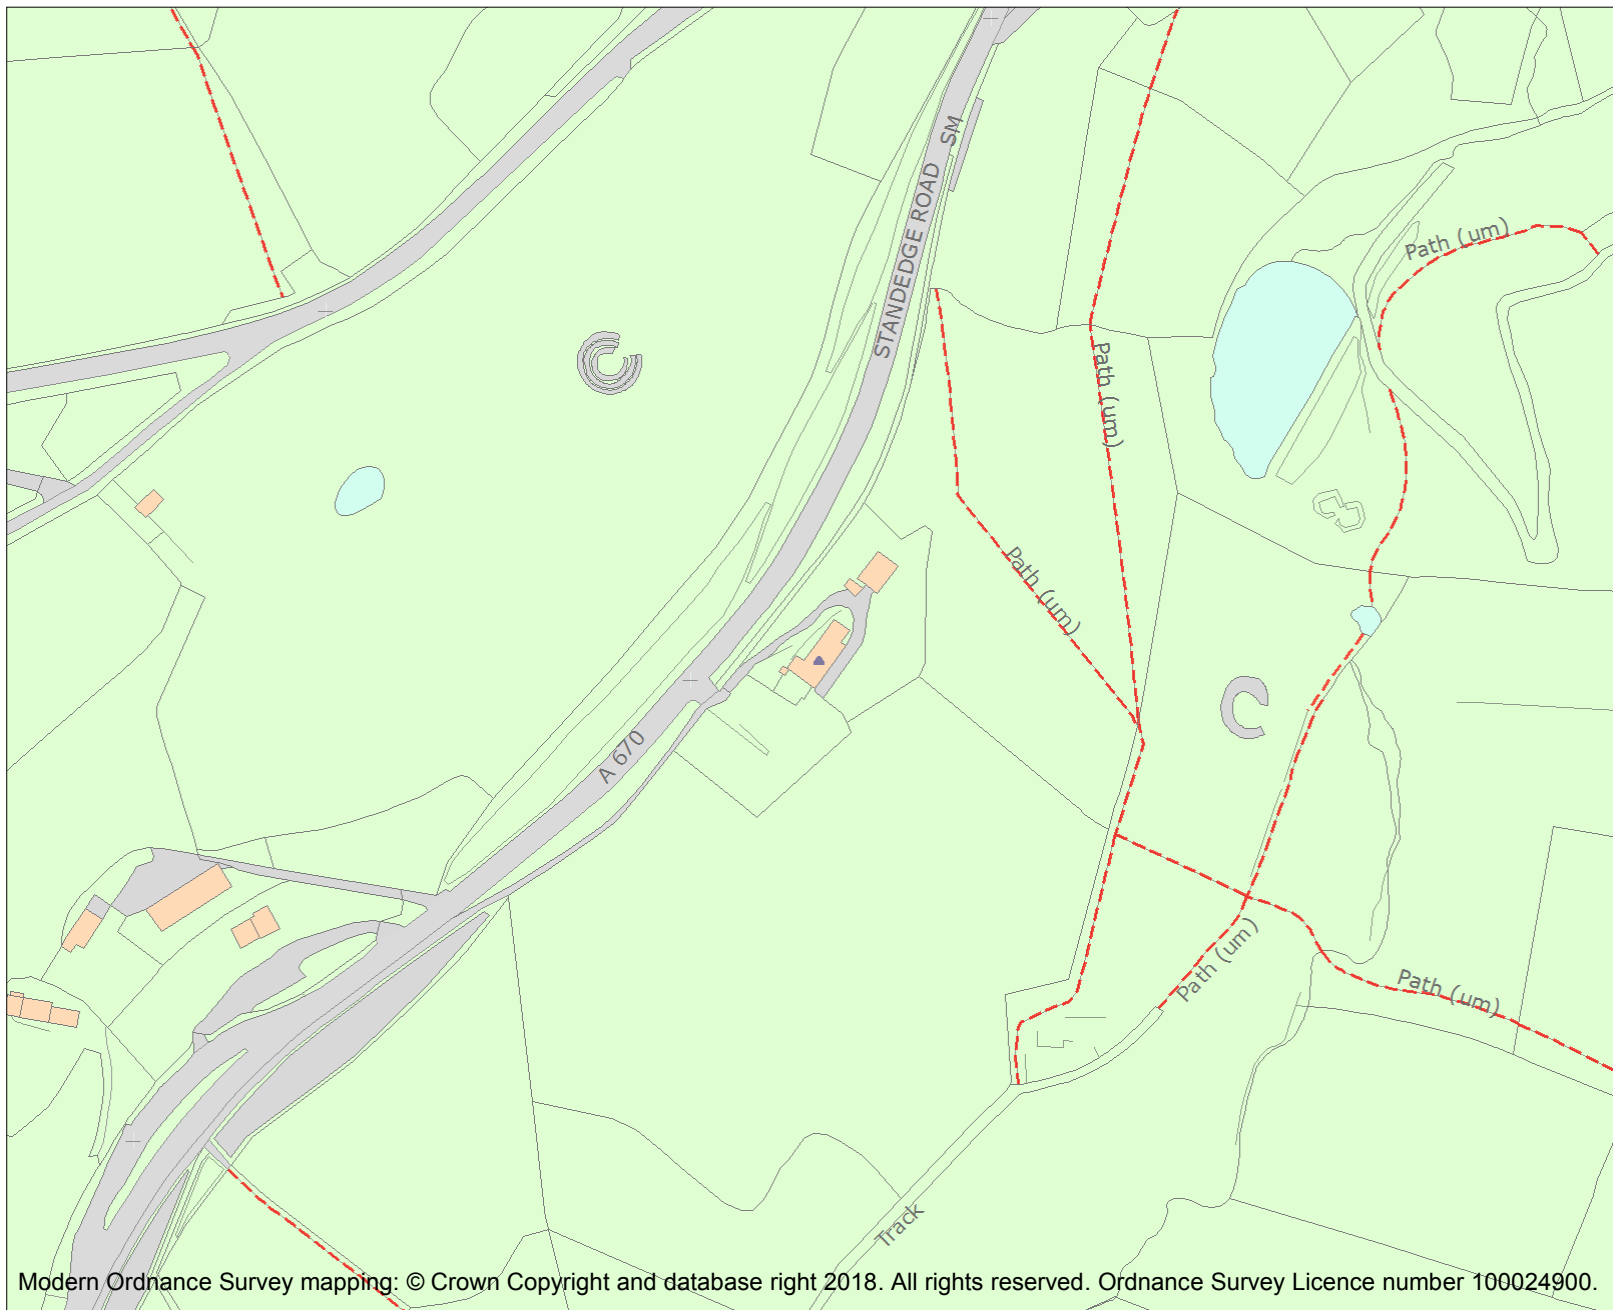 STANDEDGE ROAD SM
Path (um)
Path (um)
Path (um)
A 670
Path (um)
Path (um)
Track
Modern Ordnance Survey mapping: © Crown Copyright and database right 2018. All rights reserved. Ordnance Survey Licence number 100024900.